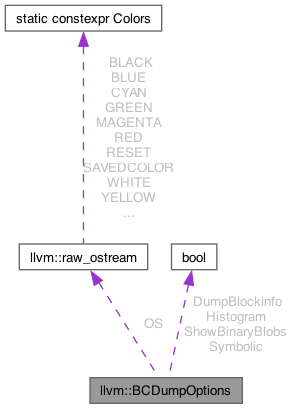 static constexpr Colors
BLACK
BLUE
CYAN
GREEN
MAGENTA
RED
RESET
SAVEDCOLOR
WHITE
YELLOW
...
llvm::raw_ostream
bool
OS
DumpBlockinfo
Histogram
ShowBinaryBlobs
Symbolic
llvm::BCDumpOptions